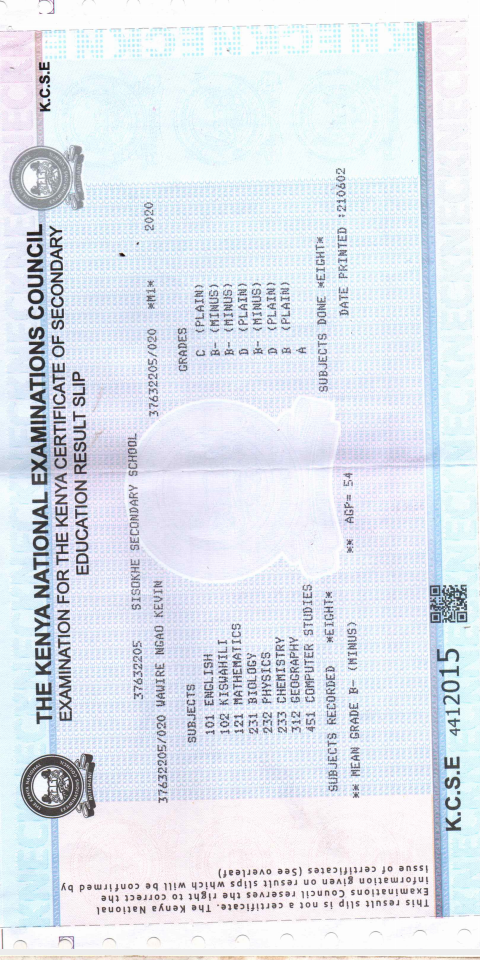 K.C.S.E
THE KENYA NATIONAL EXAMINATIONS COUNCIL
EXAMINATION FOR THE KENYA CERTIFICATE OF SECONDARY
EDUCATION RESULT SLIP
37632205 SISOKHE SECONDARY SCHOOL
37632205/020 WAWIRE NGAO KEVIN 37632205/020 *M1* 2020
SUBJECTS GRADES
101 ENGLISH C (PLAIN)
102 KISWAHILI B- (MINUS)
121 MATHEMATICS B- (MINUS)
231 BIOLOGY D (PLAIN)
232 PHYSICS B- (MINUS)
233 CHEMISTRY D (PLAIN)
312 GEOGRAPHY B (PLAIN)
451 COMPUTER STUDIES A
SUBJECTS RECORDED *EIGHT* SUBJECTS DONE *EIGHT*
** MEAN GRADE B- (MINUS) ** AGP= 54 DATE PRINTED :210602
K.C.S.E 4412015
This result slip is not a certificate. The Kenya National
Examinations Council reserves the right to correct the
information given on result slips which will be confirmed by
issue of certificates (See overleaf)